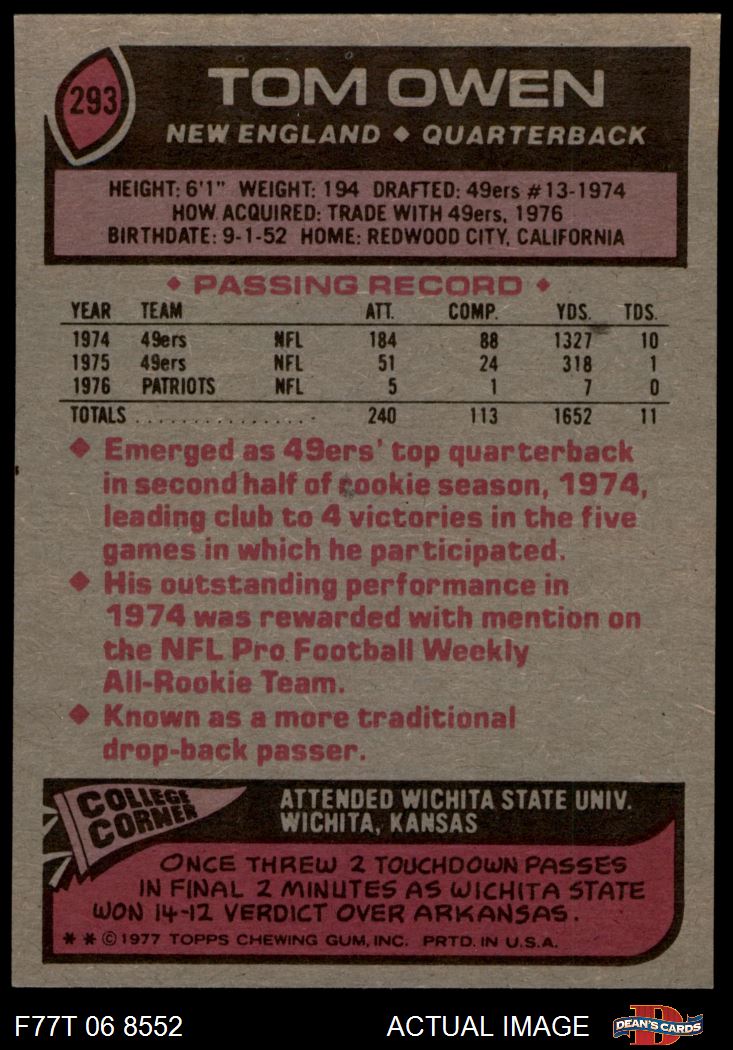 293
TOM OWEN
NEW ENGLAND ◆ QUARTERBACK
HEIGHT: 6'1" WEIGHT: 194 DRAFTED: 49ers #13-1974
HOW ACQUIRED: TRADE WITH 49ers, 1976
BIRTHDATE: 9-1-52 HOME: REDWOOD CITY, CALIFORNIA
◆ PASSING RECORD ◆
YEAR TEAM ATT. COMP. YDS. TDS.
1974 49ers NFL 184 88 1327 10
1975 49ers NFL 51 24 318 1
1976 PATRIOTS NFL 5 1 7 0
TOTALS . . . . . . . . . . . . . . . 240 113 1652 11
◆ Emerged as 49ers' top quarterback
in second half of rookie season, 1974,
leading club to 4 victories in the five
games in which he participated.
◆ His outstanding performance in
1974 was rewarded with mention on
the NFL Pro Football Weekly
All-Rookie Team.
◆ Known as a more traditional
drop-back passer.
COLLEGE
CORNER
ATTENDED WICHITA STATE UNIV.
WICHITA, KANSAS
ONCE THREW 2 TOUCHDOWN PASSES
IN FINAL 2 MINUTES AS WICHITA STATE
WON 14-12 VERDICT OVER ARKANSAS.
* * © 1977 TOPPS CHEWING GUM, INC. PRTD. IN U.S.A.
F77T 06 8552 ACTUAL IMAGE
D
DEAN'S CARDS